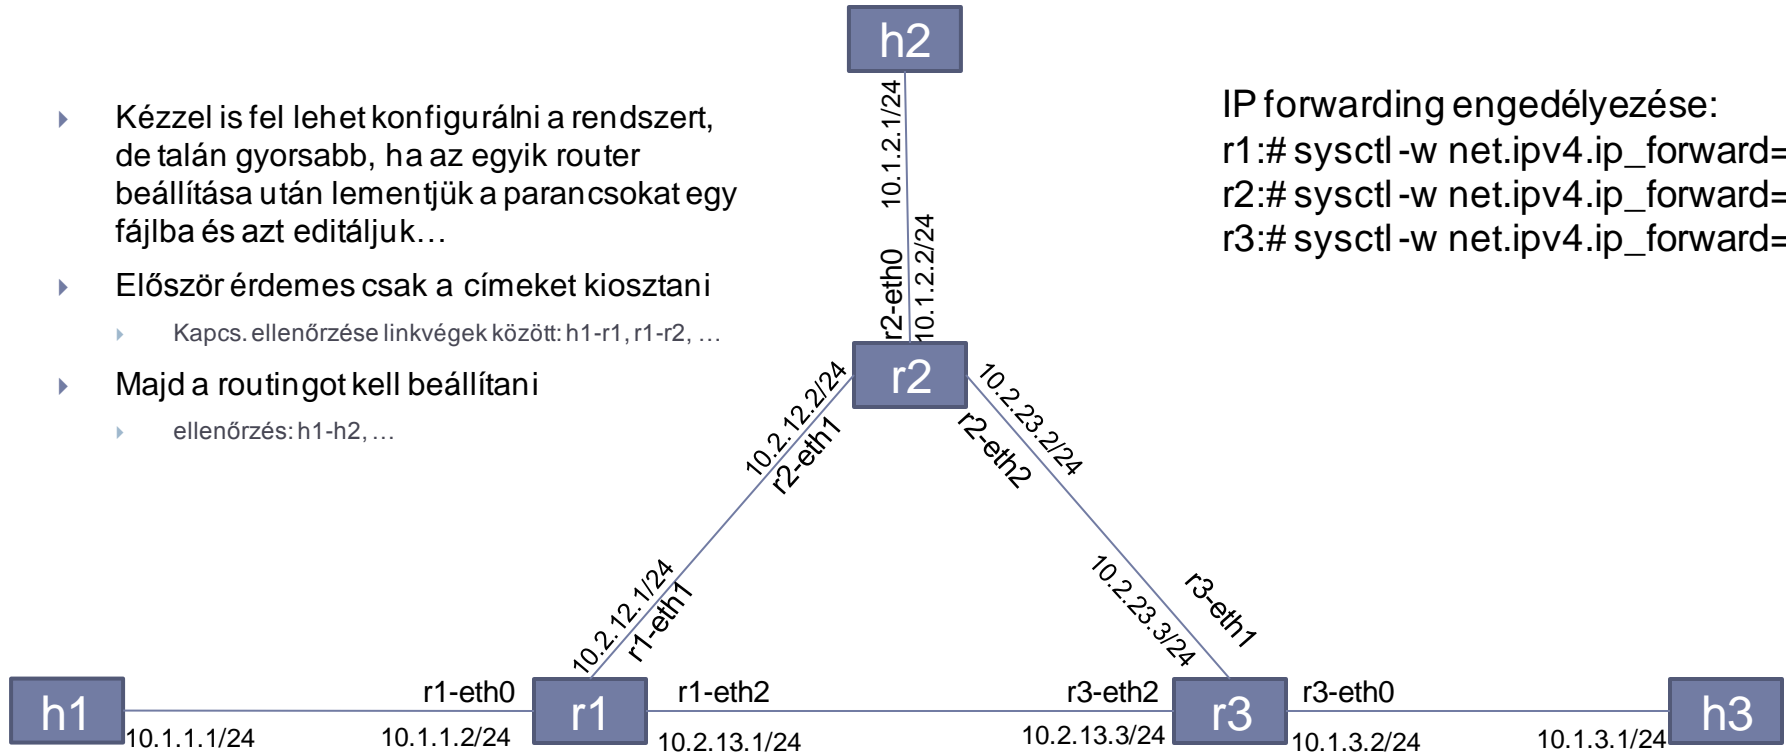 h2
Kézzel is fel lehet konfigurálni a rendszert,
de talán gyorsabb, ha az egyik router
beállítása után lementjük a parancsokat egy
fájlba és azt editáljuk…
Először érdemes csak a címeket kiosztani
Kapcs. ellenőrzése linkvégek között: h1-r1, r1-r2, …
Majd a routingot kell beállítani
ellenőrzés: h1-h2, …
IP forwarding engedélyezése:
r1:# sysctl -w net.ipv4.ip_forward=
r2:# sysctl -w net.ipv4.ip_forward=
r3:# sysctl -w net.ipv4.ip_forward=
10.1.2.1/24
r2-eth0
10.1.2.2/24
r2
10.2.12.2/24
r2-eth1
10.2.23.2/24
r2-eth2
10.2.12.1/24
r1-eth1
10.2.23.3/24
r3-eth1
h1
10.1.1.1/24
r1-eth0
10.1.1.2/24
r1
r1-eth2
10.2.13.1/24
r3-eth2
10.2.13.3/24
r3
r3-eth0
10.1.3.2/24
10.1.3.1/24
h3